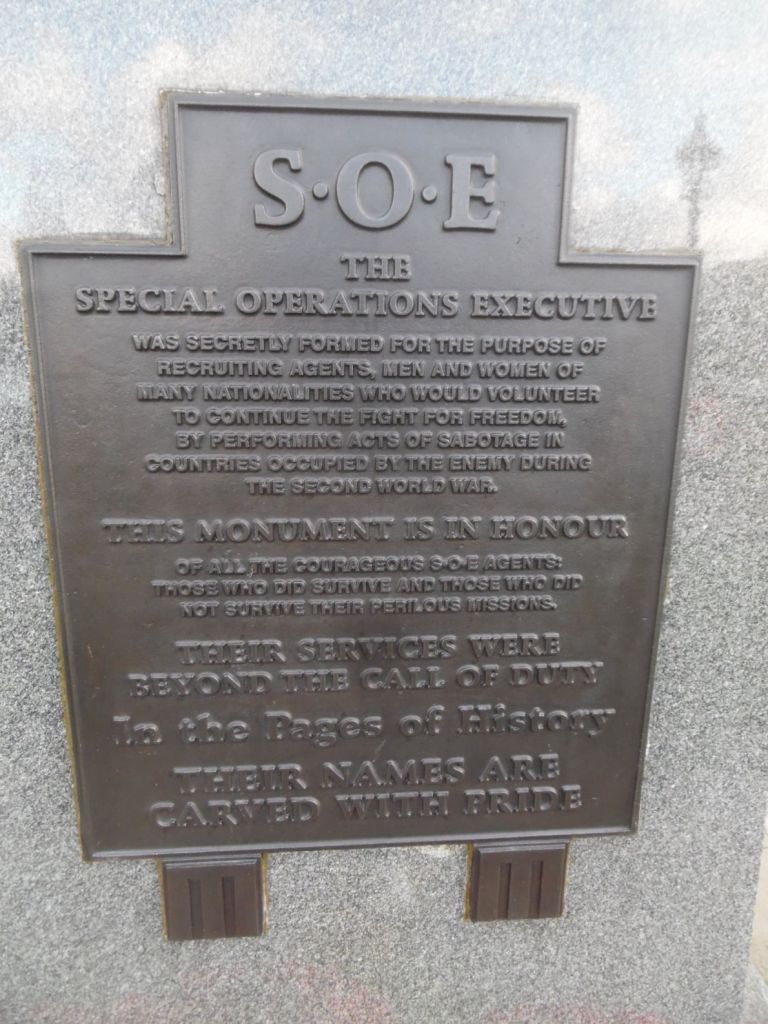 S·O·E
THE
SPECIAL OPERATIONS EXECUTIVE
WAS SECRETLY FORMED FOR THE PURPOSE OF
RECRUITING AGENTS, MEN AND WOMEN OF
MANY NATIONALITIES WHO WOULD VOLUNTEER
TO CONTINUE THE FIGHT FOR FREEDOM,
BY PERFORMING ACTS OF SABOTAGE IN
COUNTRIES OCCUPIED BY THE ENEMY DURING
THE SECOND WORLD WAR.
THIS MONUMENT IS IN HONOUR
OF ALL THE COURAGEOUS S·O·E AGENTS:
THOSE WHO DID SURVIVE AND THOSE WHO DID
NOT SURVIVE THEIR PERILOUS MISSIONS.
THEIR SERVICES WERE
BEYOND THE CALL OF DUTY
In the Pages of History
THEIR NAMES ARE
CARVED WITH PRIDE